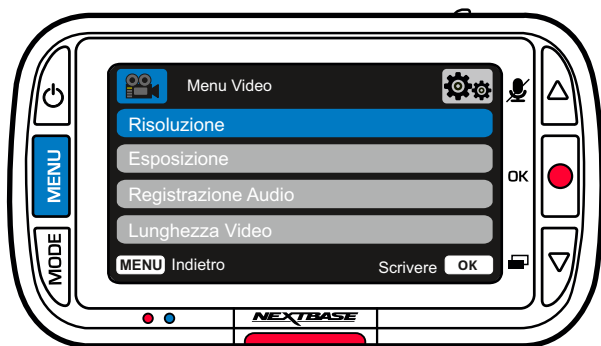 Menu Video
Risoluzione
Esposizione
Registrazione Audio
Lunghezza Video
MENU Indietro
Scrivere OK
MENU
MODE
OK
NEXTBASE